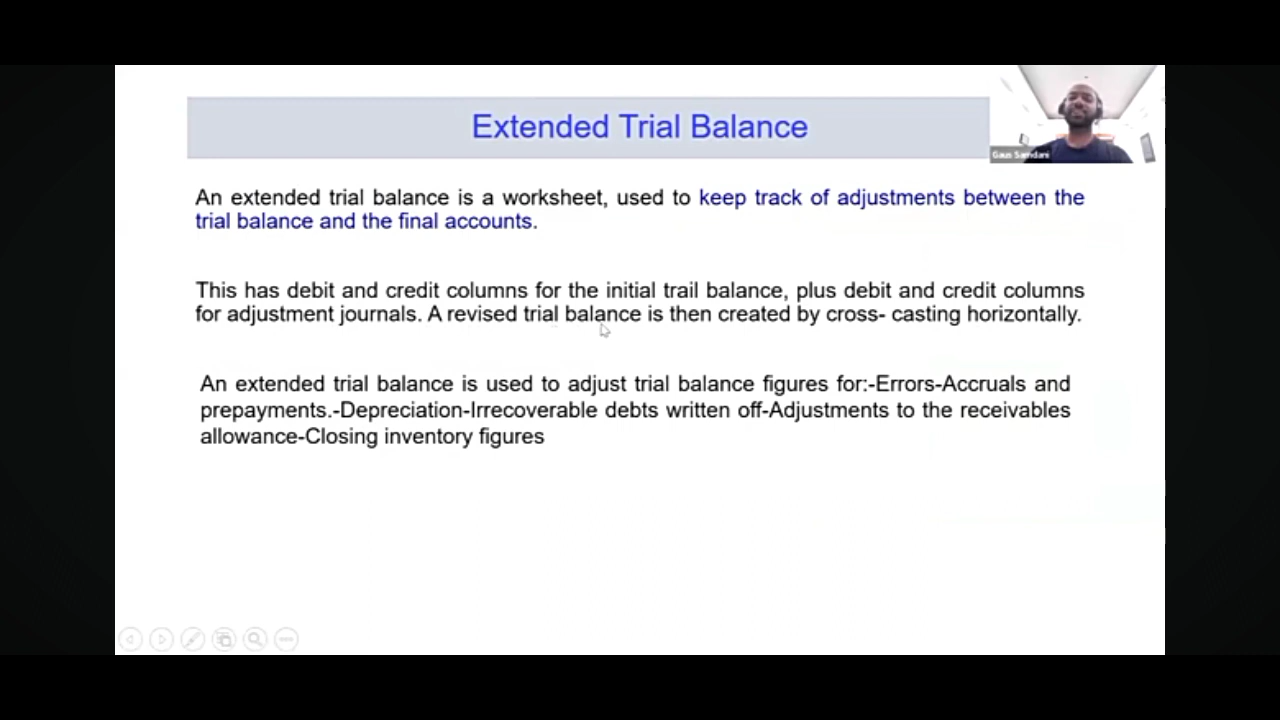 Extended Trial Balance
Gaus Samdani
An extended trial balance is a worksheet, used to keep track of adjustments between the
trial balance and the final accounts.
This has debit and credit columns for the initial trail balance, plus debit and credit columns
for adjustment journals. A revised trial balance is then created by cross- casting horizontally.
An extended trial balance is used to adjust trial balance figures for:-Errors-Accruals and
prepayments.-Depreciation-Irrecoverable debts written off-Adjustments to the receivables
allowance-Closing inventory figures